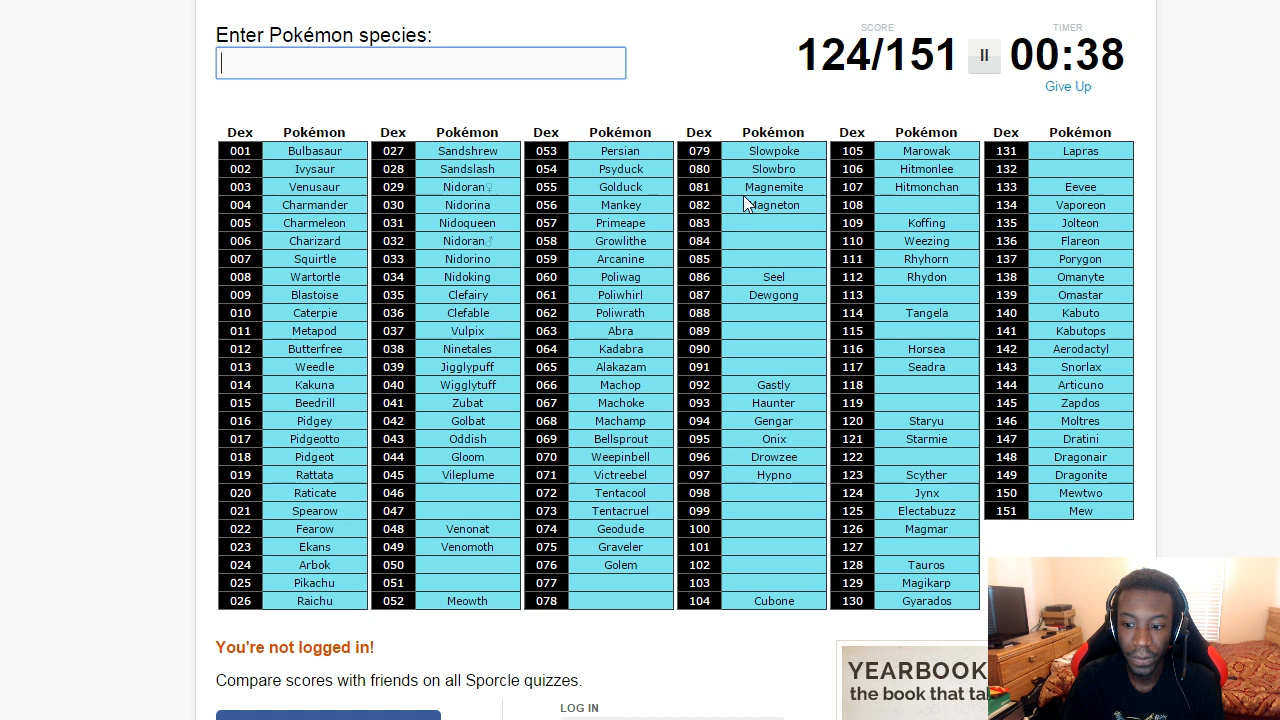 Enter Pokémon species:
SCORE
124/151
TIMER
00:38
Give Up
Dex Pokémon Dex Pokémon Dex Pokémon Dex Pokémon Dex Pokémon Dex Pokémon
001 Bulbasaur 027 Sandshrew 053 Persian 079 Slowpoke 105 Marowak 131 Lapras
002 Ivysaur 028 Sandslash 054 Psyduck 080 Slowbro 106 Hitmonlee 132
003 Venusaur 029 Nidoran♀ 055 Golduck 081 Magnemite 107 Hitmonchan 133 Eevee
004 Charmander 030 Nidorina 056 Mankey 082 Magneton 108 134 Vaporeon
005 Charmeleon 031 Nidoqueen 057 Primeape 083 109 Koffing 135 Jolteon
006 Charizard 032 Nidoran♂ 058 Growlithe 084 110 Weezing 136 Flareon
007 Squirtle 033 Nidorino 059 Arcanine 085 111 Rhyhorn 137 Porygon
008 Wartortle 034 Nidoking 060 Poliwag 086 Seel 112 Rhydon 138 Omanyte
009 Blastoise 035 Clefairy 061 Poliwhirl 087 Dewgong 113 139 Omastar
010 Caterpie 036 Clefable 062 Poliwrath 088 114 Tangela 140 Kabuto
011 Metapod 037 Vulpix 063 Abra 089 115 141 Kabutops
012 Butterfree 038 Ninetales 064 Kadabra 090 116 Horsea 142 Aerodactyl
013 Weedle 039 Jigglypuff 065 Alakazam 091 117 Seadra 143 Snorlax
014 Kakuna 040 Wigglytuff 066 Machop 092 Gastly 118 144 Articuno
015 Beedrill 041 Zubat 067 Machoke 093 Haunter 119 145 Zapdos
016 Pidgey 042 Golbat 068 Machamp 094 Gengar 120 Staryu 146 Moltres
017 Pidgeotto 043 Oddish 069 Bellsprout 095 Onix 121 Starmie 147 Dratini
018 Pidgeot 044 Gloom 070 Weepinbell 096 Drowzee 122 148 Dragonair
019 Rattata 045 Vileplume 071 Victreebel 097 Hypno 123 Scyther 149 Dragonite
020 Raticate 046 072 Tentacool 098 124 Jynx 150 Mewtwo
021 Spearow 047 073 Tentacruel 099 125 Electabuzz 151 Mew
022 Fearow 048 Venonat 074 Geodude 100 126 Magmar
023 Ekans 049 Venomoth 075 Graveler 101 127
024 Arbok 050 076 Golem 102 128 Tauros
025 Pikachu 051 077 103 129 Magikarp
026 Raichu 052 Meowth 078 104 Cubone 130 Gyarados
You're not logged in!
Compare scores with friends on all Sporcle quizzes.
LOG IN
YEARBOOK
the book that ta